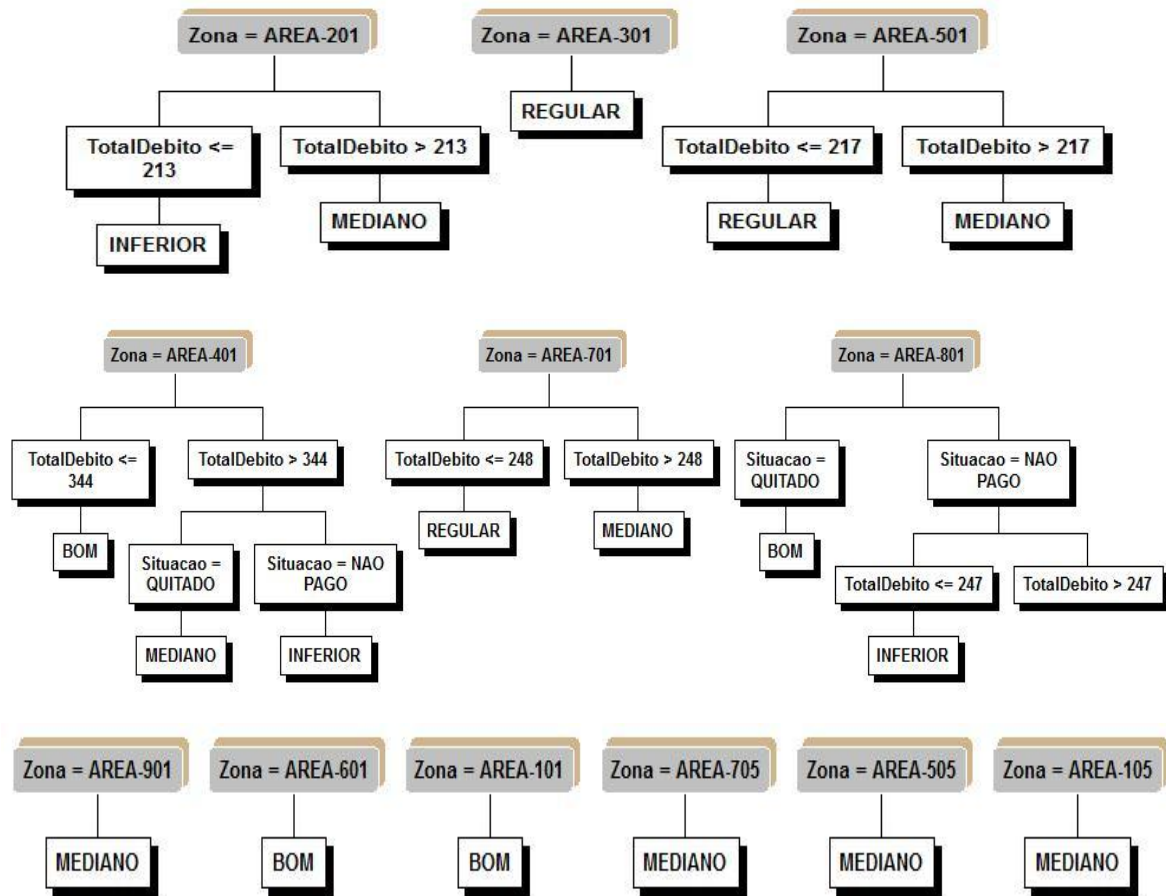 Zona = AREA-201
Zona = AREA-301
Zona = AREA-501
REGULAR
TotalDebito <=
213
TotalDebito > 213
TotalDebito <= 217
TotalDebito > 217
INFERIOR
MEDIANO
REGULAR
MEDIANO
Zona = AREA-401
Zona = AREA-701
Zona = AREA-801
TotalDebito <=
344
TotalDebito > 344
TotalDebito <= 248
TotalDebito > 248
Situacao =
QUITADO
Situacao = NAO
PAGO
BOM
Situacao =
QUITADO
Situacao = NAO
PAGO
REGULAR
MEDIANO
BOM
TotalDebito <= 247
TotalDebito > 247
MEDIANO
INFERIOR
INFERIOR
Zona = AREA-901
Zona = AREA-601
Zona = AREA-101
Zona = AREA-705
Zona = AREA-505
Zona = AREA-105
MEDIANO
BOM
BOM
MEDIANO
MEDIANO
MEDIANO